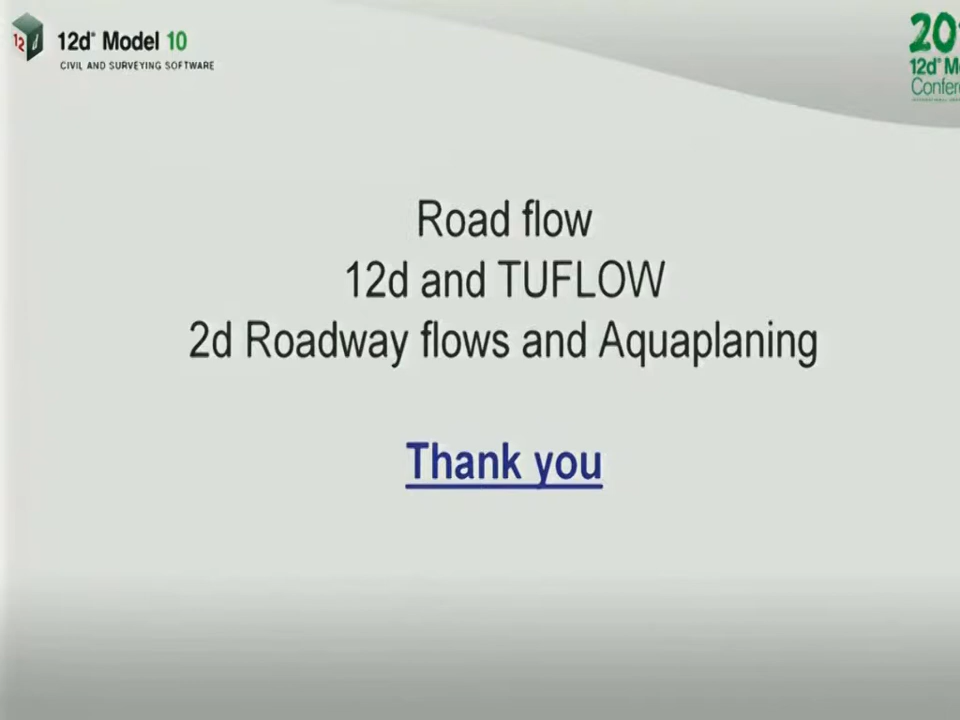 12d® Model 10
CIVIL AND SURVEYING SOFTWARE
12d
Road flow
12d and TUFLOW
2d Roadway flows and Aquaplaning
Thank you